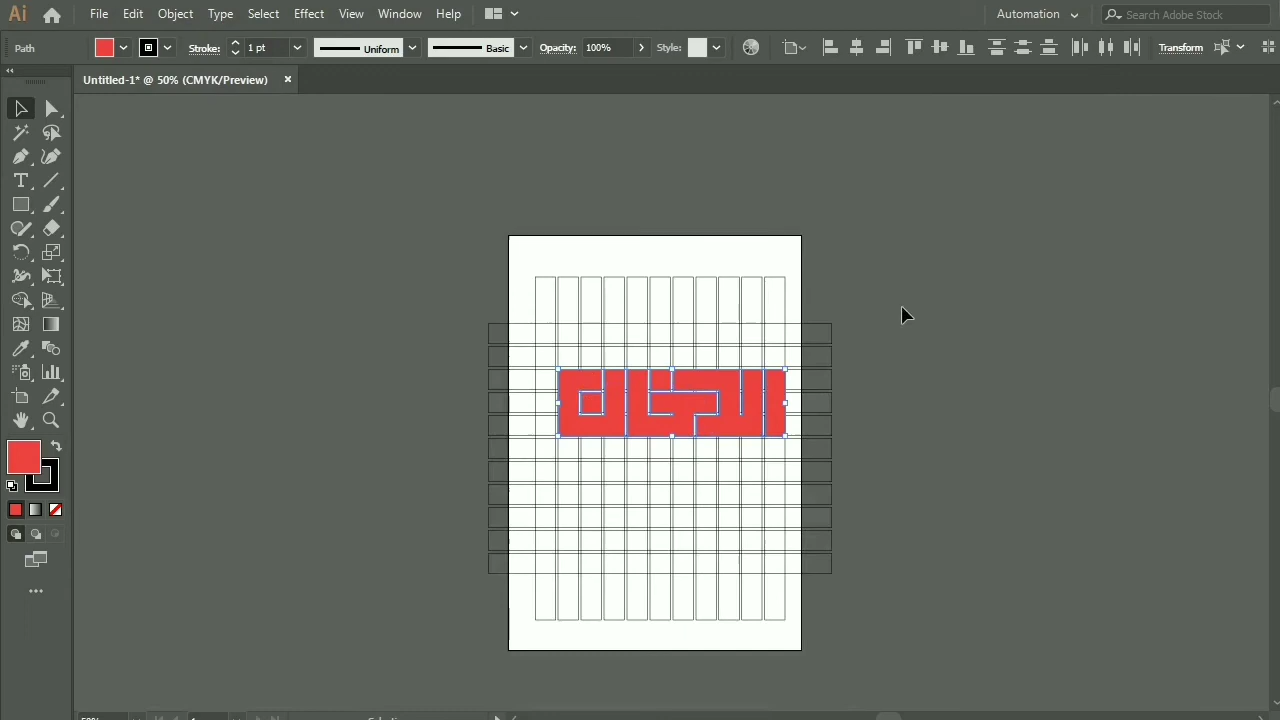 Ai File Edit Object Type Select Effect View Window Help Automation Search Adobe Stock
Path Stroke: 1 pt Uniform Basic Opacity: 100% Style: Transform
Untitled-1* @ 50% (CMYK/Preview) ×